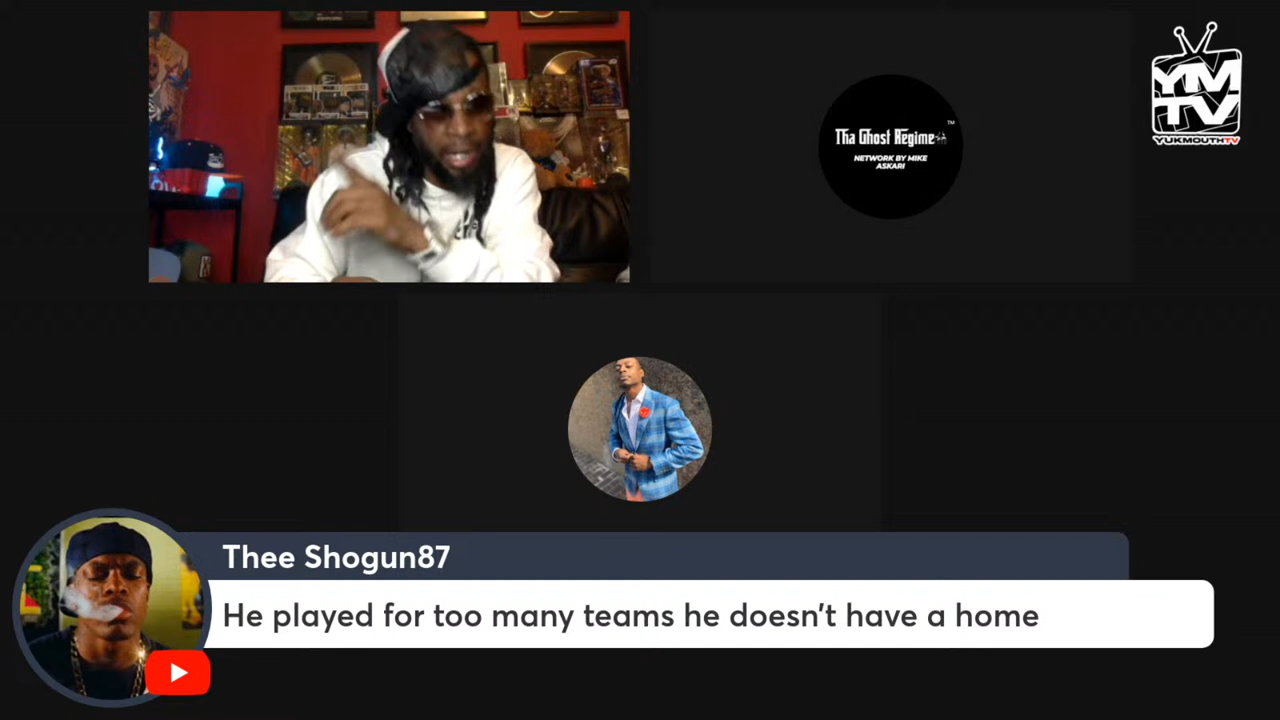 Tha Ghost Regime
TM
NETWORK BY MIKE
ASKARI
YM
TV
YUKMOUTHTV
Thee Shogun87
He played for too many teams he doesn't have a home